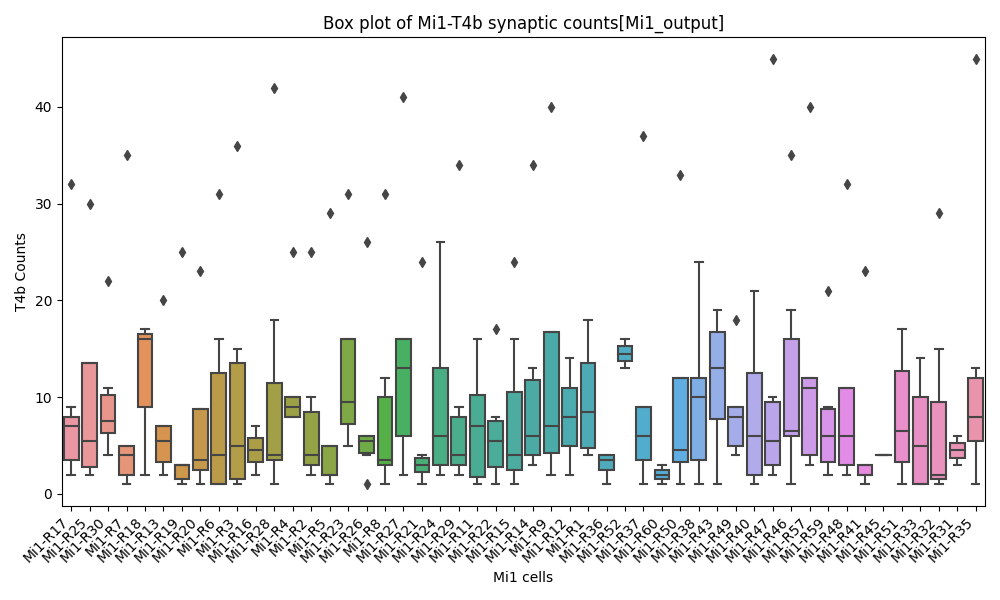 Box plot of Mi1-T4b synaptic counts[Mi1_output]
T4b Counts
40
30
20
10
0
Mi1-R17
Mi1-R25
Mi1-R30
Mi1-R7
Mi1-R18
Mi1-R13
Mi1-R19
Mi1-R20
Mi1-R6
Mi1-R3
Mi1-R16
Mi1-R28
Mi1-R4
Mi1-R2
Mi1-R5
Mi1-R23
Mi1-R26
Mi1-R8
Mi1-R27
Mi1-R21
Mi1-R24
Mi1-R29
Mi1-R11
Mi1-R22
Mi1-R15
Mi1-R14
Mi1-R9
Mi1-R12
Mi1-R1
Mi1-R36
Mi1-R52
Mi1-R37
Mi1-R60
Mi1-R50
Mi1-R38
Mi1-R43
Mi1-R49
Mi1-R40
Mi1-R47
Mi1-R46
Mi1-R57
Mi1-R59
Mi1-R48
Mi1-R41
Mi1-R45
Mi1-R51
Mi1-R33
Mi1-R32
Mi1-R31
Mi1-R35
Mi1 cells